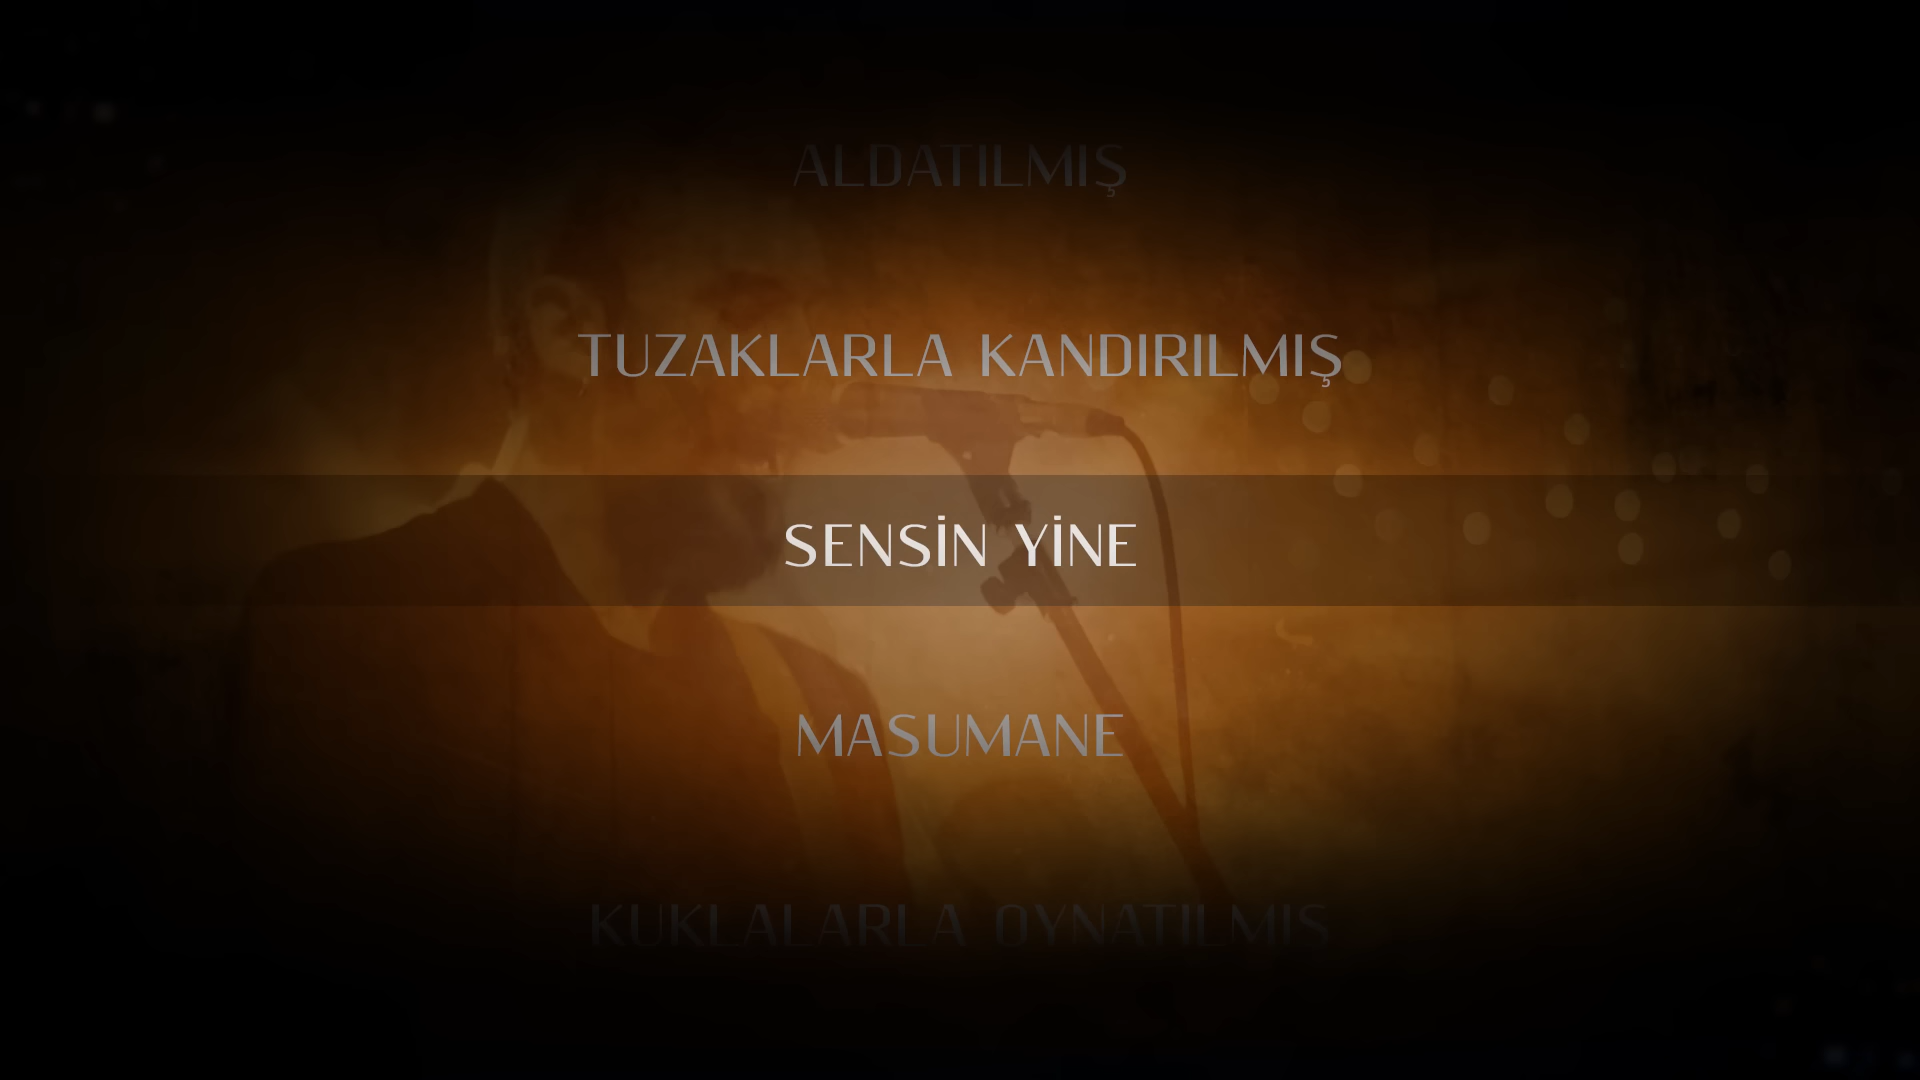 ALDATILMIŞ
TUZAKLARLA KANDIRILMIŞ
SENSİN YİNE
MASUMANE
KUKLALARLA OYNATILMIŞ